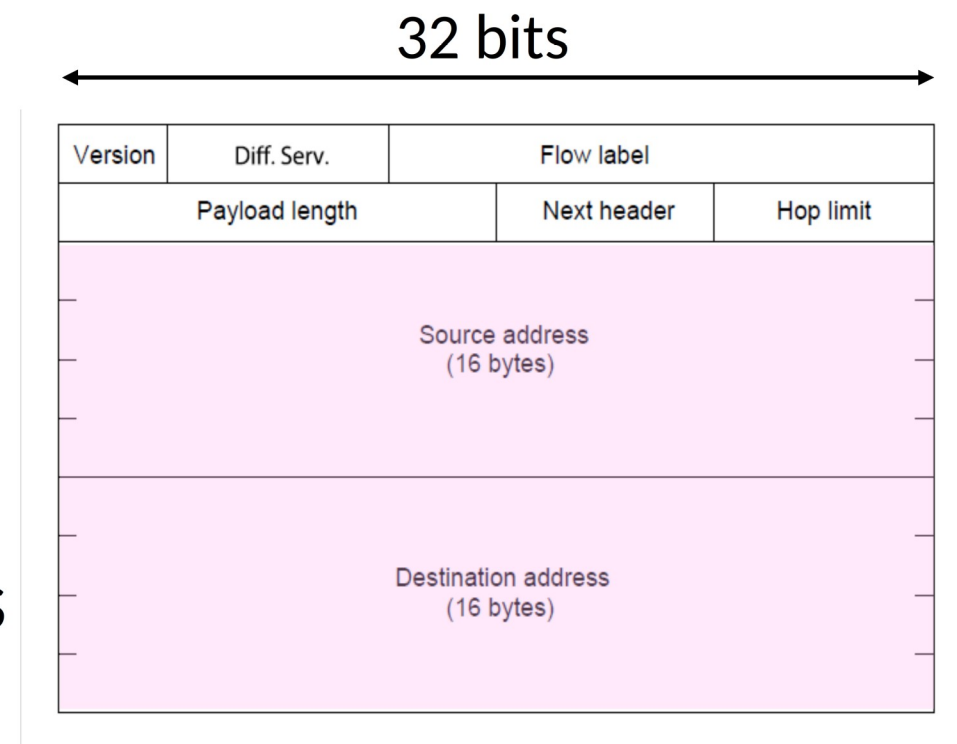 32 bits
Version Diff. Serv. Flow label
Payload length Next header Hop limit
Source address
(16 bytes)
Destination address
(16 bytes)
s